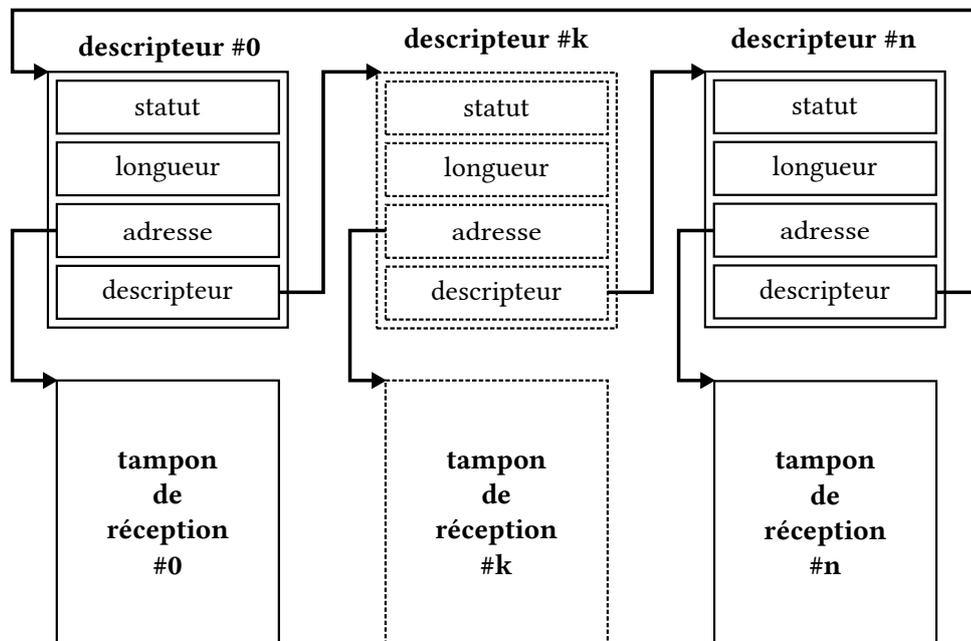 descripteur #0
statut
longueur
adresse
descripteur
tampon
de
réception
#0
descripteur #k
statut
longueur
adresse
descripteur
tampon
de
réception
#k
descripteur #n
statut
longueur
adresse
descripteur
tampon
de
réception
#n